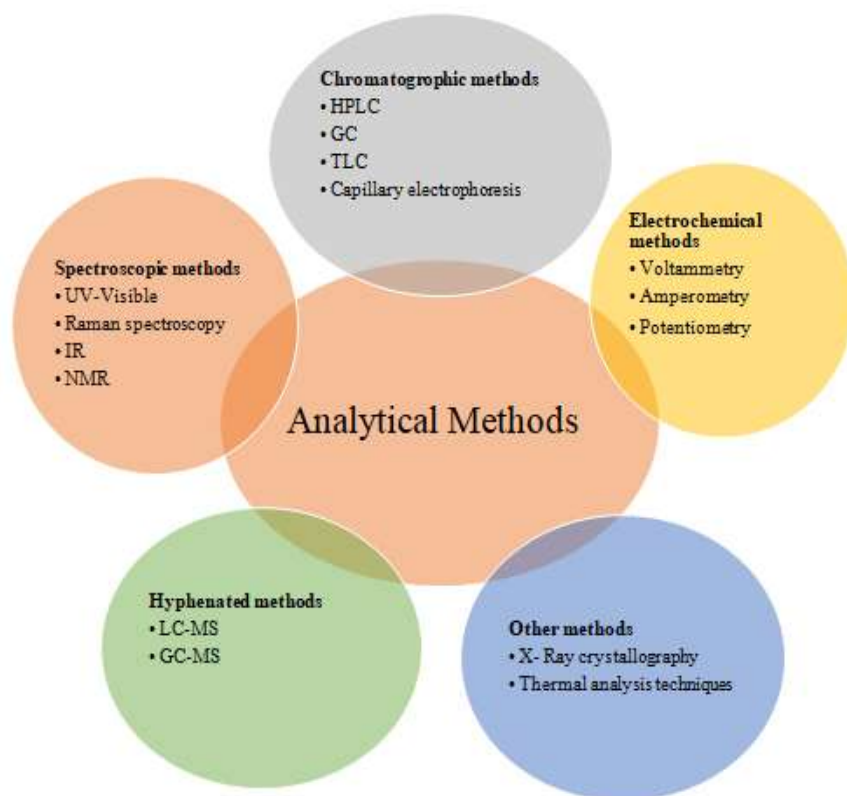 Chromatogrophic methods
• HPLC
• GC
• TLC
• Capillary electrophoresis
Electrochemical
methods
• Voltammetry
• Amperometry
• Potentiometry
Spectroscopic methods
• UV-Visible
• Raman spectroscopy
• IR
• NMR
Analytical Methods
Hyphenated methods
• LC-MS
• GC-MS
Other methods
• X- Ray crystallography
• Thermal analysis techniques